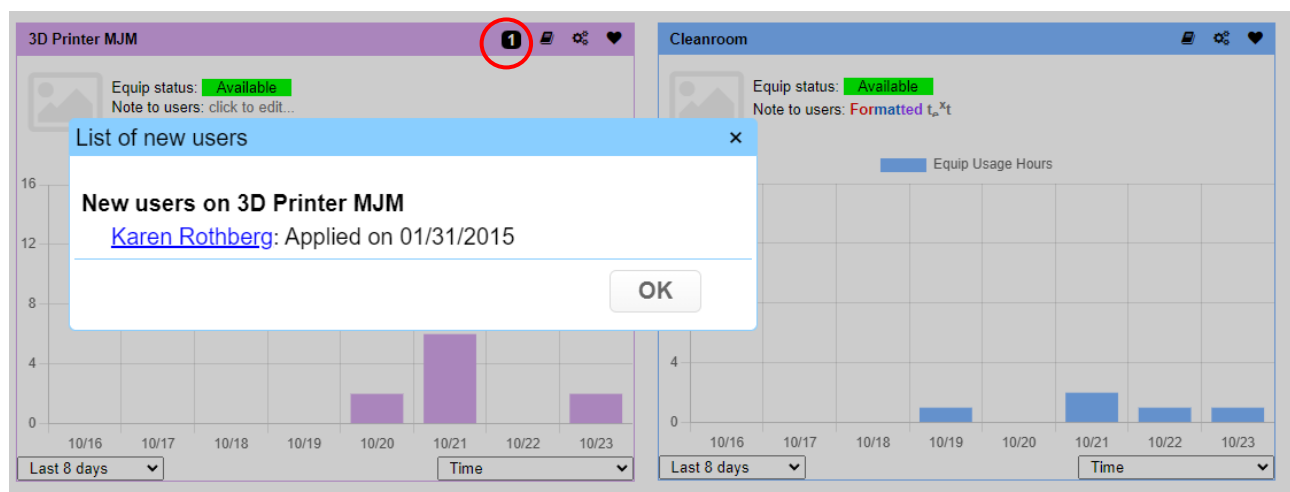 3D Printer MJM 1
Equip status: Available
Note to users: click to edit...
List of new users ×
New users on 3D Printer MJM
Karen Rothberg: Applied on 01/31/2015
OK
16
12
8
4
0
10/16 10/17 10/18 10/19 10/20 10/21 10/22 10/23
Last 8 days Time
Cleanroom
Equip status: Available
Note to users: Formatted text
Equip Usage Hours
4
0
10/16 10/17 10/18 10/19 10/20 10/21 10/22 10/23
Last 8 days Time